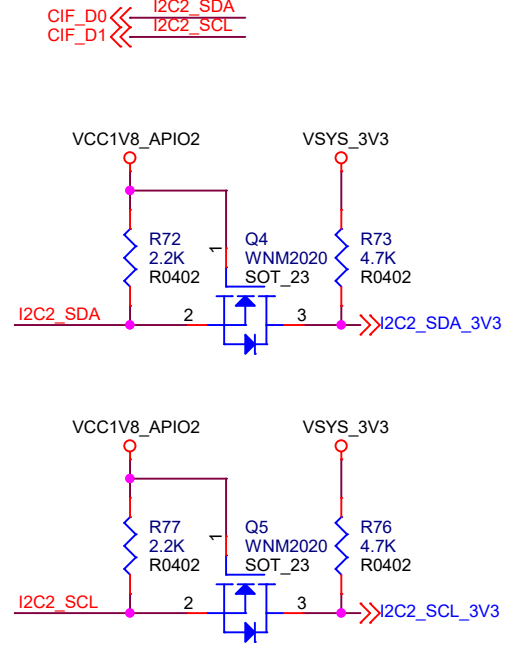 CIF_D0 I2C2_SDA
CIF_D1 I2C2_SCL
VCC1V8_APIO2 VSYS_3V3
R72 Q4 R73
2.2K 1 WNM2020 4.7K
R0402 SOT_23 R0402
I2C2_SDA 2 3 I2C2_SDA_3V3
VCC1V8_APIO2 VSYS_3V3
R77 Q5 R76
2.2K 1 WNM2020 4.7K
R0402 SOT_23 R0402
I2C2_SCL 2 3 I2C2_SCL_3V3